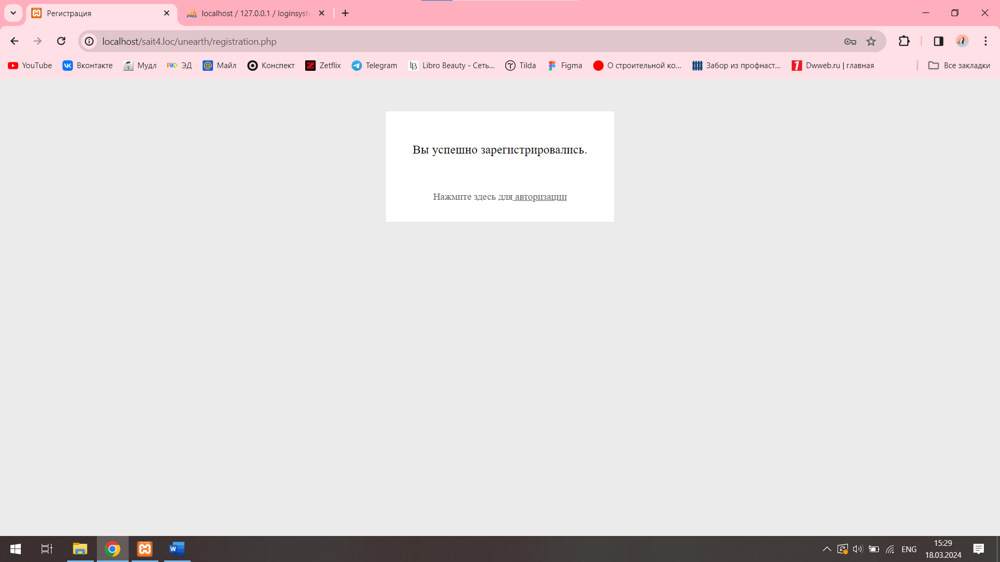 Регистрация
localhost / 127.0.0.1 / loginsyste
localhost/sait4.loc/unearth/registration.php
YouTube
Вконтакте
Мудл
ЭД
Майл
Конспект
Zetflix
Telegram
Libro Beauty - Сеть...
Tilda
Figma
О строительной ко...
Забор из профнаст...
Dwweb.ru | главная
Все закладки
Вы успешно зарегистрировались.
Нажмите здесь для авторизации
ENG
15:29
18.03.2024